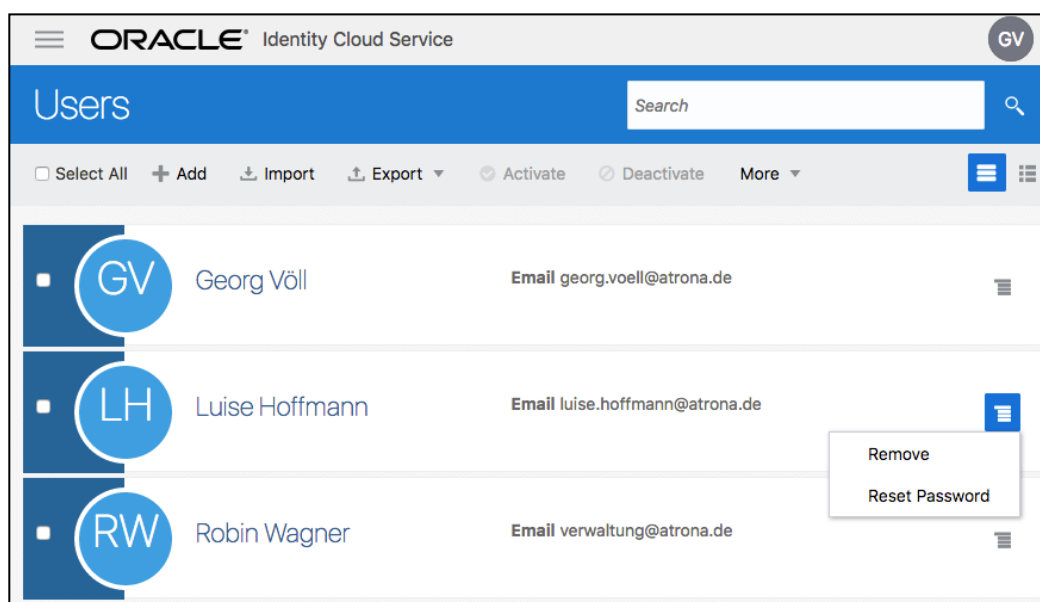 ORACLE® Identity Cloud Service GV
Users Search
Select All Add Import Export Activate Deactivate More
GV Georg Völl Email georg.voell@atrona.de
LH Luise Hoffmann Email luise.hoffmann@atrona.de
Remove
Reset Password
RW Robin Wagner Email verwaltung@atrona.de